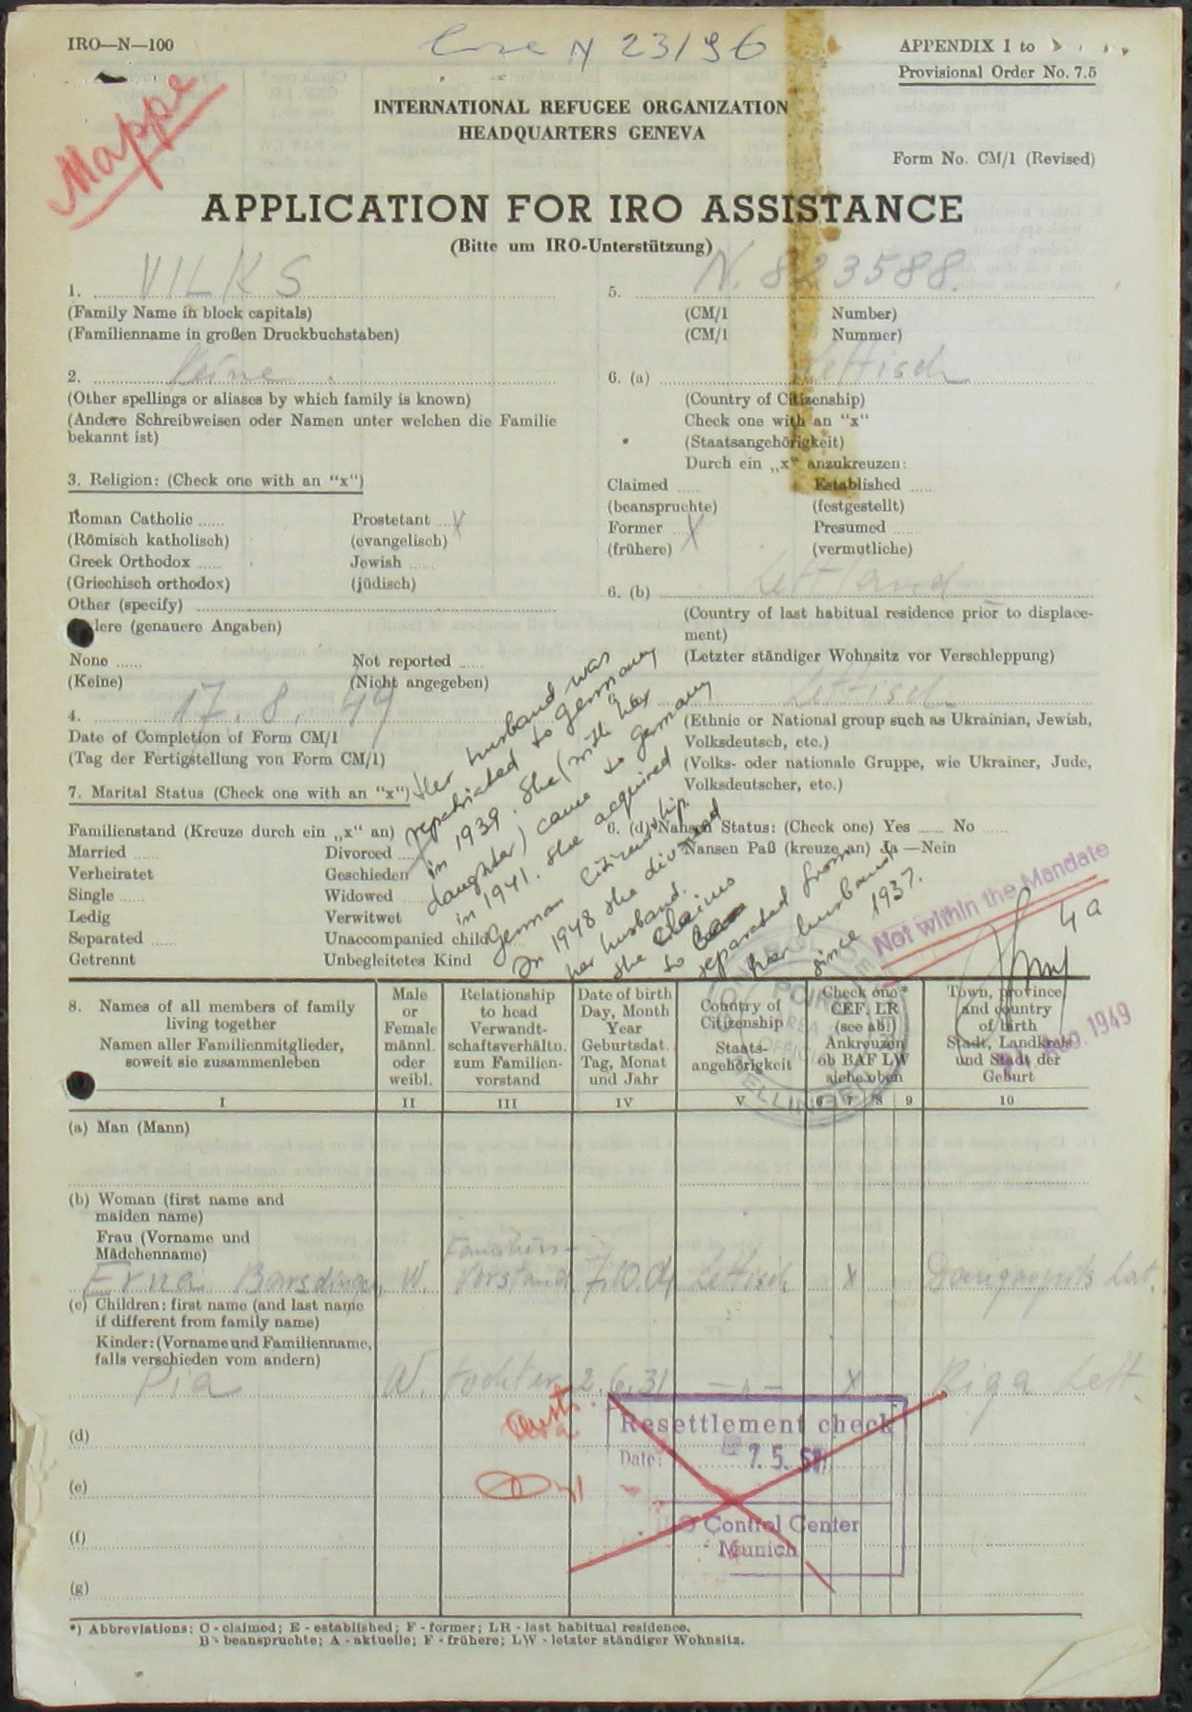 IRO—N—100
Case N 23196
APPENDIX 1 to
Provisional Order No. 7.5
Mappe
INTERNATIONAL REFUGEE ORGANIZATION
HEADQUARTERS GENEVA
Form No. CM/1 (Revised)
APPLICATION FOR IRO ASSISTANCE
(Bitte um IRO-Unterstützung)
1. VILKS
(Family Name in block capitals)
(Familienname in großen Druckbuchstaben)
5. N. 823588.
(CM/1 Number)
(CM/1 Nummer)
2. Keine.
(Other spellings or aliases by which family is known)
(Andere Schreibweisen oder Namen unter welchen die Familie
bekannt ist)
6. (a) Lettisch
(Country of Citizenship)
Check one with an “x“
(Staatsangehörigkeit)
Durch ein „x“ anzukreuzen:
Claimed ..... Established .....
(beanspruchte) (festgestellt)
Former X Presumed .....
(frühere) (vermutliche)
3. Religion: (Check one with an “x“)
Roman Catholic ...... Prostetant ... X
(Römisch katholisch) (evangelisch)
Greek Orthodox ...... Jewish ......
(Griechisch orthodox) (jüdisch)
Other (specify)
dere (genauere Angaben)
None ...... Not reported ......
(Keine) (Nicht angegeben)
6. (b) Lettland
(Country of last habitual residence prior to displace-
ment)
(Letzter ständiger Wohnsitz vor Verschleppung)
4. 17. 8. 49
Date of Completion of Form CM/1
(Tag der Fertigstellung von Form CM/1)
Lettisch
(Ethnic or National group such as Ukrainian, Jewish,
Volksdeutsch, etc.)
(Volks- oder nationale Gruppe, wie Ukrainer, Jude,
Volksdeutscher, etc.)
7. Marital Status (Check one with an “x“)
Familienstand (Kreuze durch ein „x“ an)
Married ...... Divorced
Verheiratet Geschieden
Single ...... Widowed
Ledig Verwitwet
Separated ...... Unaccompanied child
Getrennt Unbegleitetes Kind
6. (d) Nansen Status: (Check one) Yes ..... No .....
Nansen Paß (kreuze an) Ja —Nein
Her husband was
repatriated to Germany
in 1939. She (with her
daughter) came to Germany
in 1941. She acquired
German citizenship.
In 1948 she divorced
her husband.
She claims
to
separated from
her husband
since 1937.
Not within the Mandate
4a
Aug. 1949
8. Names of all members of family
living together
Namen aller Familienmitglieder,
soweit sie zusammenleben
Male
or
Female
männl.
oder
weibl.
Relationship
to head
Verwandt-
schaftsverhältn.
zum Familien-
vorstand
Date of birth
Day, Month
Year
Geburtsdat.
Tag, Monat
und Jahr
Country of
Citizenship
Staats-
angehörigkeit
Check one*
CEF, LR
(see ab!)
Ankreuzen
ob BAF LW
siehe oben
Town, province
and country
of birth
Stadt, Landkreis
und Stadt der
Geburt
I II III IV V 6 7 8 9 10
(a) Man (Mann)
(b) Woman (first name and
maiden name)
Frau (Vorname und
Mädchenname)
Erna W. Familien-
Vorstand 7.10.04 Lettisch X Lat.
(c) Children: first name (and last name
if different from family name)
Kinder: (Vorname und Familienname,
falls verschieden vom andern)
Pia W. Tochter 2.6.31 —"— X Riga Lett.
(d)
(e)
(f)
(g)
Resettlement check
Date: 7. 5. 51
Control Center
Munich
*) Abbreviations: C - claimed; E - established; F - former; LR - last habitual residence.
B - beanspruchte; A - aktuelle; F - frühere; LW - letzter ständiger Wohnsitz.